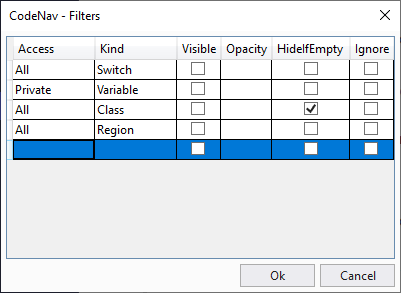 CodeNav - Filters
Access Kind Visible Opacity HideIfEmpty Ignore
All Switch
Private Variable
All Class
All Region
Ok Cancel